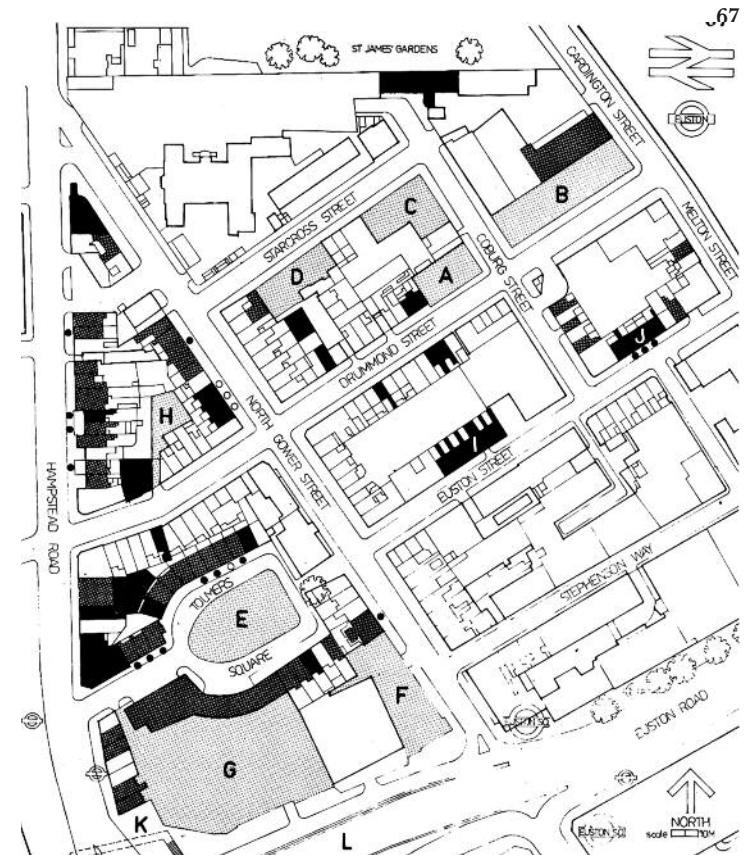 67
ST JAMES' GARDENS
CARDINGTON STREET
EUSTON
MELTON STREET
STARCROSS STREET
COBURG STREET
DRUMMOND STREET
NORTH GOWER STREET
EUSTON STREET
HAMPSTEAD ROAD
STEPHENSON WAY
TOLMERS
SQUARE
EUSTON ROAD
EUSTON SQ
EUSTON SQ
NORTH
scale 10M
A
B
C
D
E
F
G
H
I
J
K
L